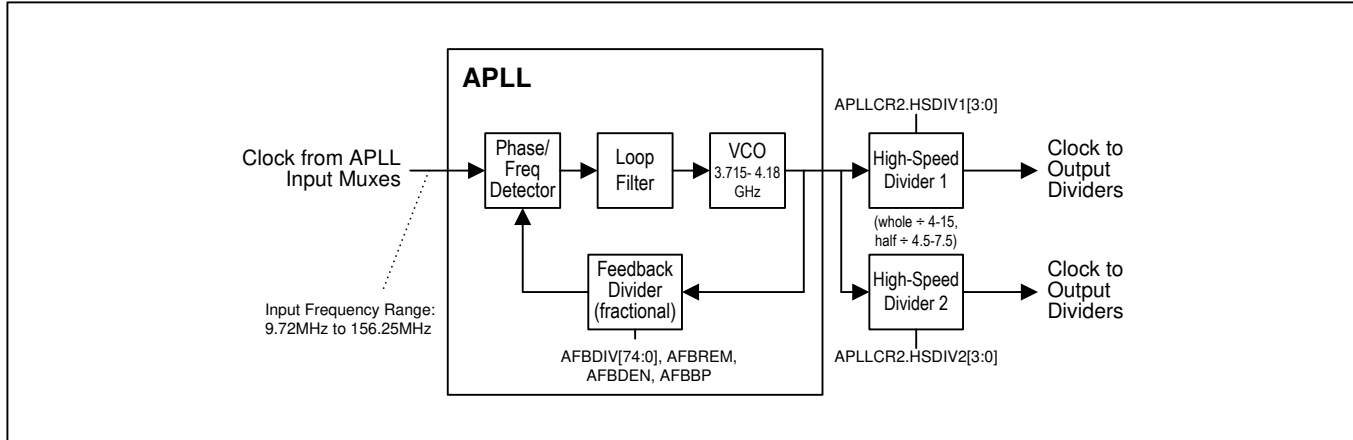 APLL
APLLCR2.HSDIV1[3:0]
Clock from APLL
Input Muxes
Phase/
Freq
Detector
Loop
Filter
VCO
3.715- 4.18
GHz
High-Speed
Divider 1
Clock to
Output
Dividers
(whole ÷ 4-15,
half ÷ 4.5-7.5)
Feedback
Divider
(fractional)
High-Speed
Divider 2
Clock to
Output
Dividers
Input Frequency Range:
9.72MHz to 156.25MHz
AFBDIV[74:0], AFBREM,
AFBDEN, AFBBP
APLLCR2.HSDIV2[3:0]